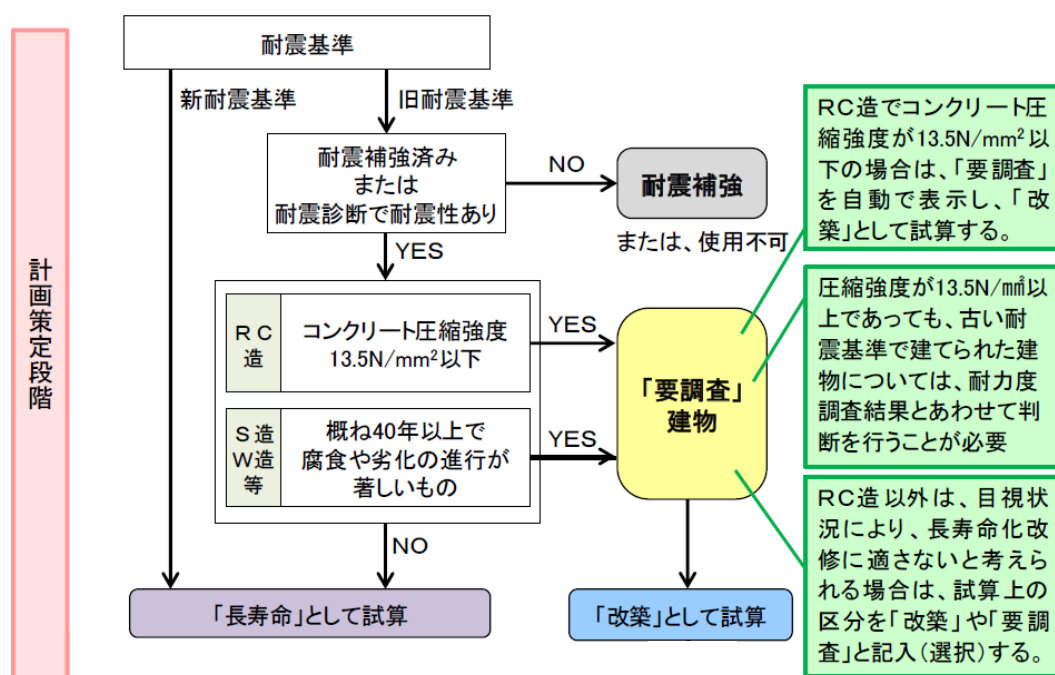 計画策定段階
耐震基準
新耐震基準
旧耐震基準
耐震補強済み
または
耐震診断で耐震性あり
NO
耐震補強
または、使用不可
YES
RC
造
コンクリート圧縮強度
13.5N/mm²以下
YES
S造
W造
等
概ね40年以上で
腐食や劣化の進行が
著しいもの
YES
「要調査」
建物
NO
「長寿命」として試算
「改築」として試算
RC造でコンクリート圧
縮強度が13.5N/mm²以
下の場合は、「要調査」
を自動で表示し、「改
築」として試算する。
圧縮強度が13.5N/㎟以
上であっても、古い耐
震基準で建てられた建
物については、耐力度
調査結果とあわせて判
断を行うことが必要
RC造以外は、目視状
況により、長寿命化改
修に適さないと考えら
れる場合は、試算上の
区分を「改築」や「要調
査」と記入(選択)する。